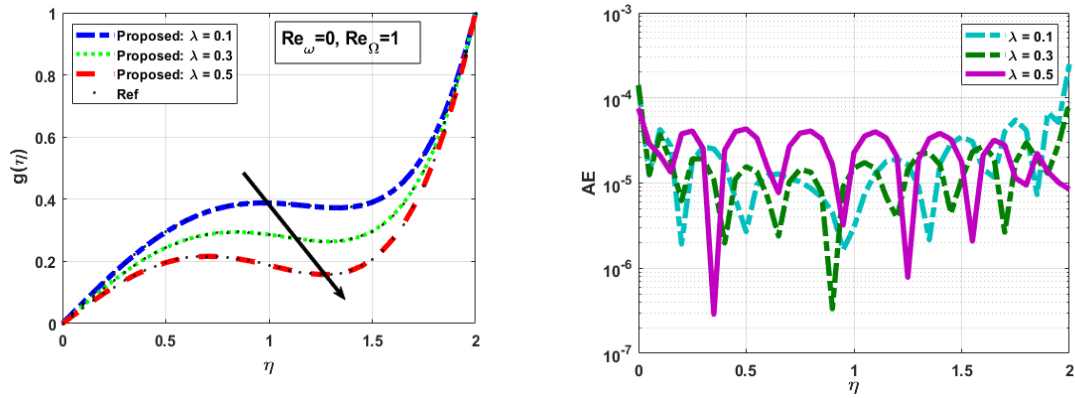 Proposed: λ = 0.1
Proposed: λ = 0.3
Proposed: λ = 0.5
Ref
Re_ω=0, Re_Ω=1
g(η)
1
0.8
0.6
0.4
0.2
0
0
0.5
1
1.5
2
η
λ = 0.1
λ = 0.3
λ = 0.5
AE
10^-3
10^-4
10^-5
10^-6
10^-7
0
0.5
1
1.5
2
η